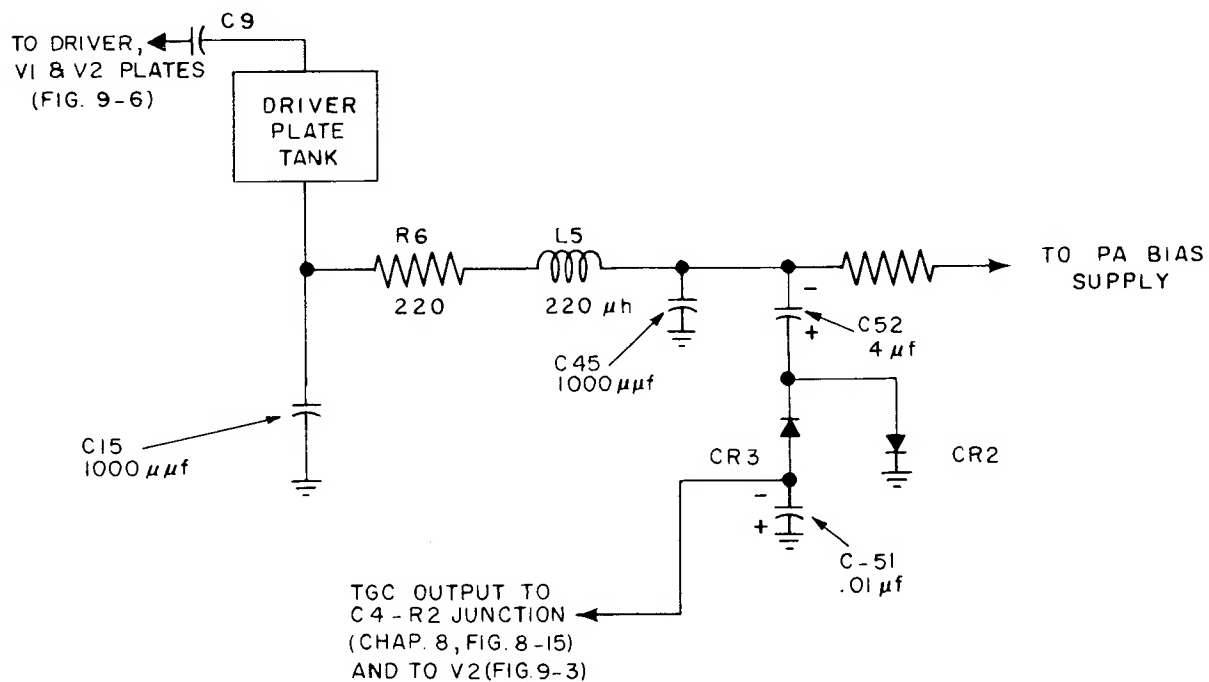 C9
TO DRIVER,
V1 & V2 PLATES
(FIG. 9-6)
DRIVER
PLATE
TANK
R6
220
L5
220 μh
TO PA BIAS
SUPPLY
-
+
C52
4 μf
C45
1000 μμf
C15
1000 μμf
CR3
CR2
-
+
C-51
.01 μf
TGC OUTPUT TO
C4-R2 JUNCTION
(CHAP. 8, FIG. 8-15)
AND TO V2(FIG.9-3)